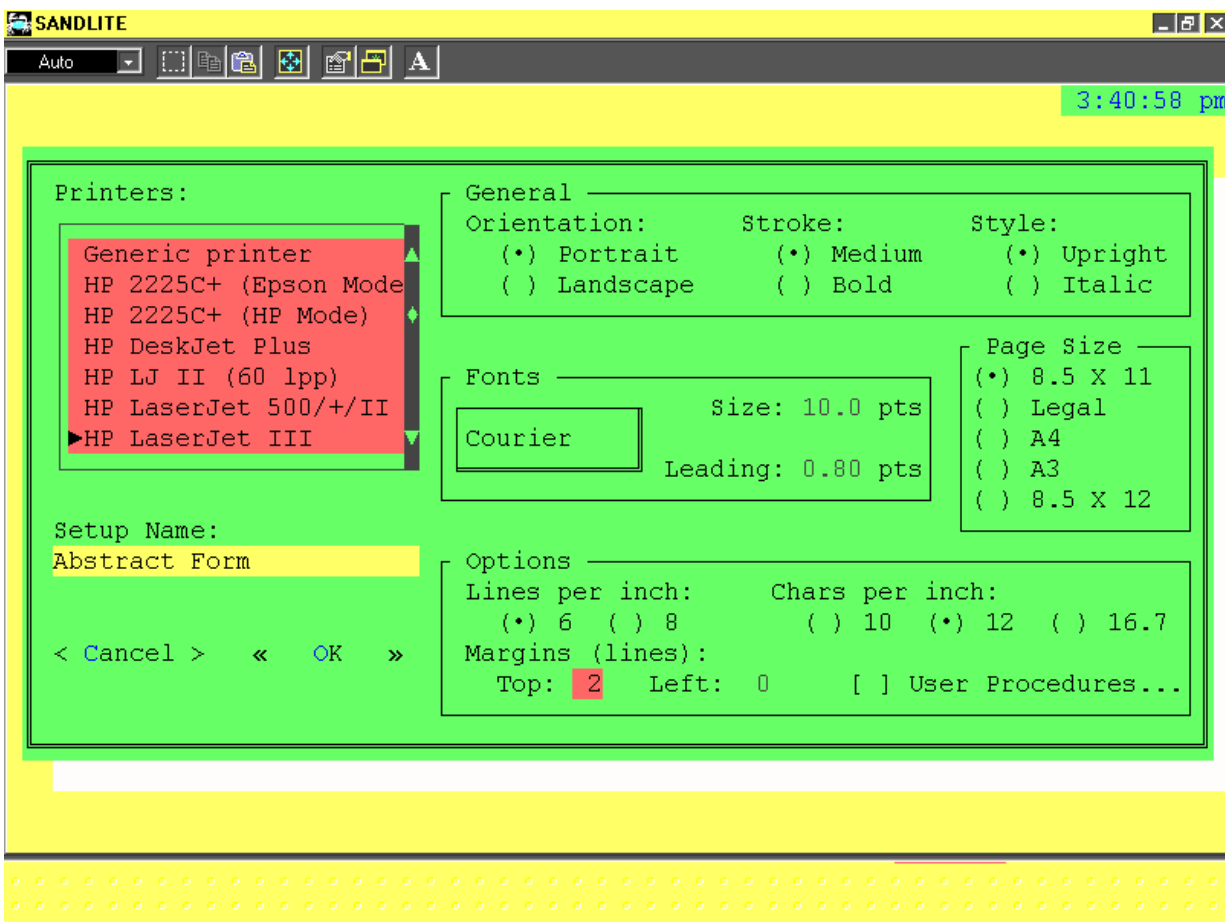 SANDLITE
Auto
A
3:40:58 pm
Printers:
Generic printer
HP 2225C+ (Epson Mode
HP 2225C+ (HP Mode)
HP DeskJet Plus
HP LJ II (60 lpp)
HP LaserJet 500/+/II
►HP LaserJet III
Setup Name:
Abstract Form
< Cancel > « OK »
General
Orientation: Stroke: Style:
(•) Portrait (•) Medium (•) Upright
( ) Landscape ( ) Bold ( ) Italic
Fonts
Size: 10.0 pts
Courier
Leading: 0.80 pts
Page Size
(•) 8.5 X 11
( ) Legal
( ) A4
( ) A3
( ) 8.5 X 12
Options
Lines per inch: Chars per inch:
(•) 6 ( ) 8 ( ) 10 (•) 12 ( ) 16.7
Margins (lines):
Top: 2 Left: 0 [ ] User Procedures...